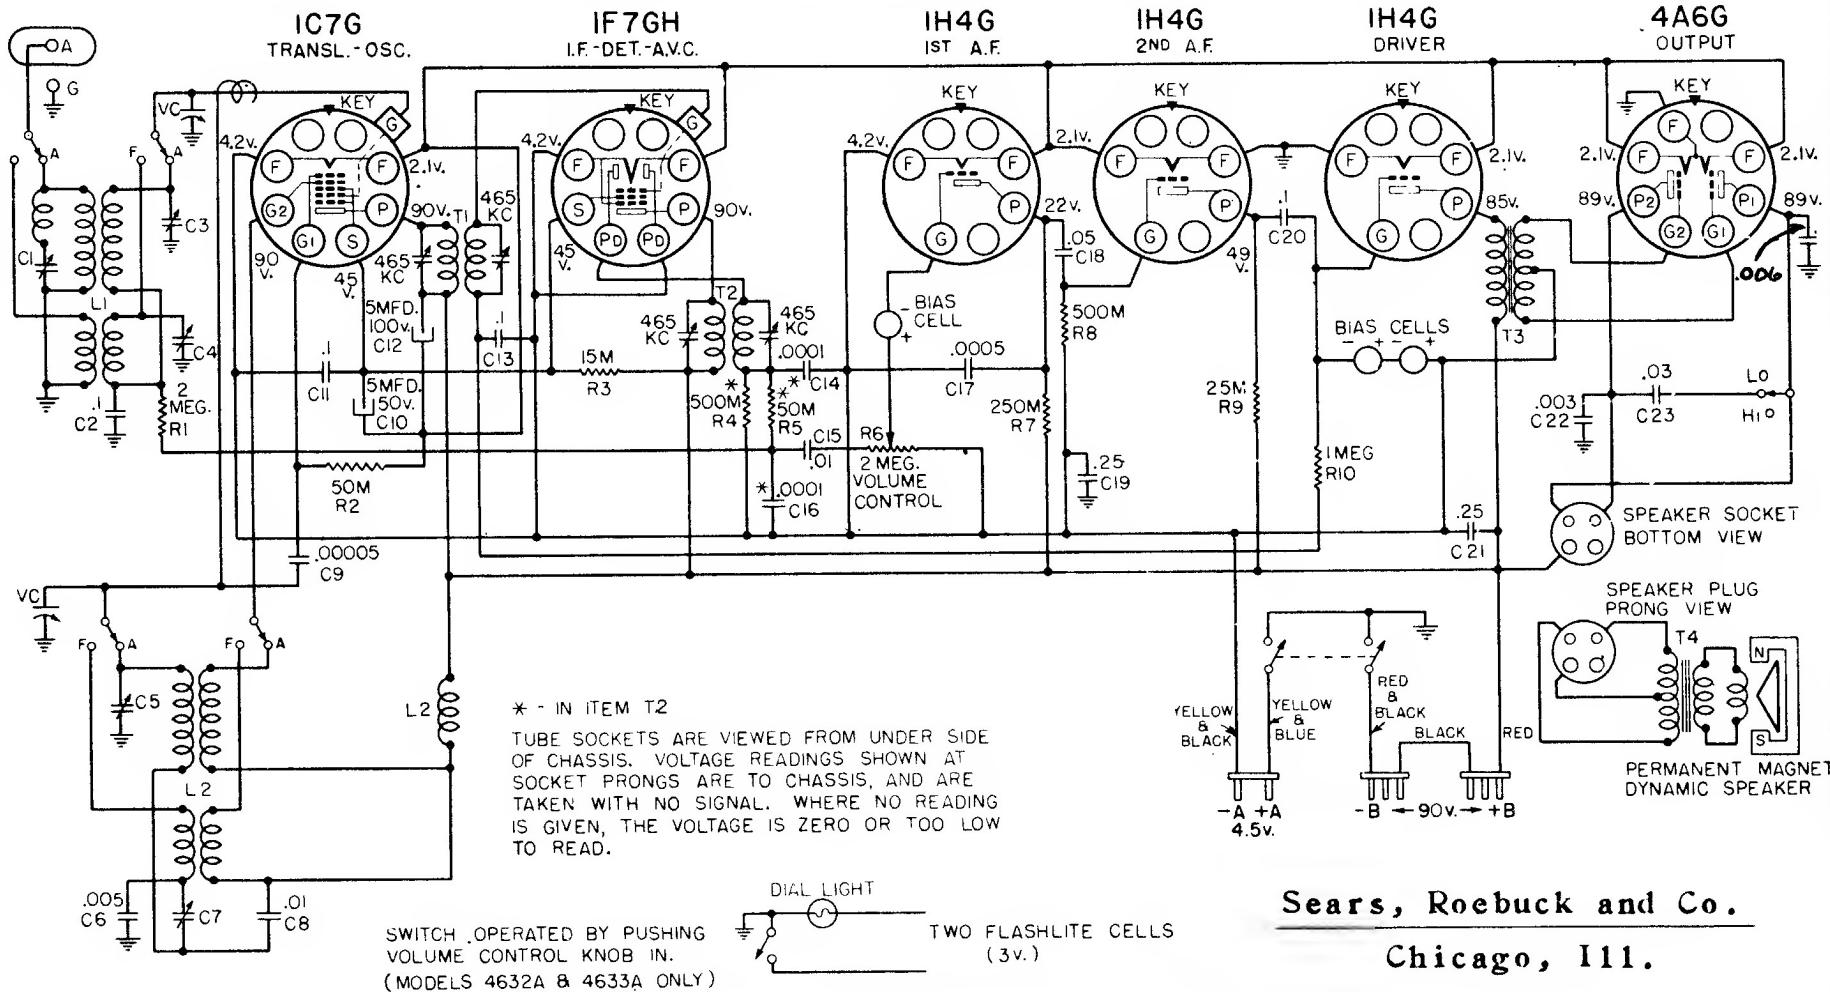 1C7G
TRANSL.-OSC.
1F7GH
I.F.-DET.-A.V.C.
1H4G
1ST A.F.
1H4G
2ND A.F.
1H4G
DRIVER
4A6G
OUTPUT
A
G
VC
KEY
KEY
KEY
KEY
KEY
KEY
4.2V.
G
F
F
2.1V.
G2
P
G1
S
90V.
90
V.
45
V.
T1
465
KC
465
KC
G
F
F
S
P
PD
PD
90V.
45
V.
4.2V.
F
F
P
G
22V.
2.1V.
F
F
P
G
49
V.
.1
C20
F
F
P
G
2.1V.
85V.
2.1V.
F
F
F
P2
P1
G2
G1
89V.
2.1V.
89V.
.006
A
F
A
C1
C3
L1
C4
.1
C2
2
MEG.
R1
5MFD.
100V.
C12
.1
C11
5MFD.
50V.
C10
.1
C13
15M
R3
T2
465
KC
465
KC
*
500M
R4
*
50M
R5
.0001
* C14
BIAS
CELL
-
+
.0005
C17
.05
C18
500M
R8
250M
R7
25M
R9
BIAS CELLS
- + - +
T3
.003
C22
.03
C23
LO
HI
50M
R2
C15
.01
R6
2 MEG.
VOLUME
CONTROL
* .0001
C16
.25
C19
1MEG
R10
.25
C21
SPEAKER SOCKET
BOTTOM VIEW
.00005
C9
VC
F
A
F
A
C5
L2
L2
.005
C6
C7
.01
C8
* - IN ITEM T2
TUBE SOCKETS ARE VIEWED FROM UNDER SIDE
OF CHASSIS. VOLTAGE READINGS SHOWN AT
SOCKET PRONGS ARE TO CHASSIS, AND ARE
TAKEN WITH NO SIGNAL. WHERE NO READING
IS GIVEN, THE VOLTAGE IS ZERO OR TOO LOW
TO READ.
YELLOW
&
BLACK
YELLOW
&
BLUE
RED
&
BLACK
BLACK
RED
-A +A
4.5V.
-B 90V. +B
SPEAKER PLUG
PRONG VIEW
T4
N
S
PERMANENT MAGNET
DYNAMIC SPEAKER
SWITCH OPERATED BY PUSHING
VOLUME CONTROL KNOB IN.
(MODELS 4632A & 4633A ONLY)
DIAL LIGHT
TWO FLASHLITE CELLS
(3V.)
Sears, Roebuck and Co.
Chicago, Ill.